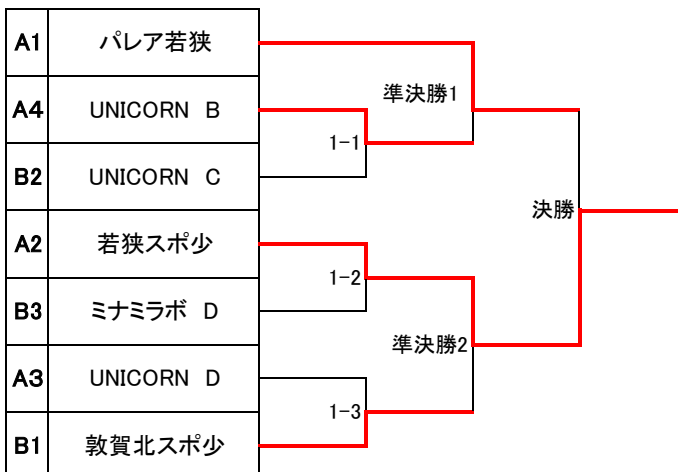 A1 パレア若狭
準決勝1
A4 UNICORN B
1-1
B2 UNICORN C
決勝
A2 若狭スポ少
1-2
B3 ミナミラボ D
準決勝2
A3 UNICORN D
1-3
B1 敦賀北スポ少